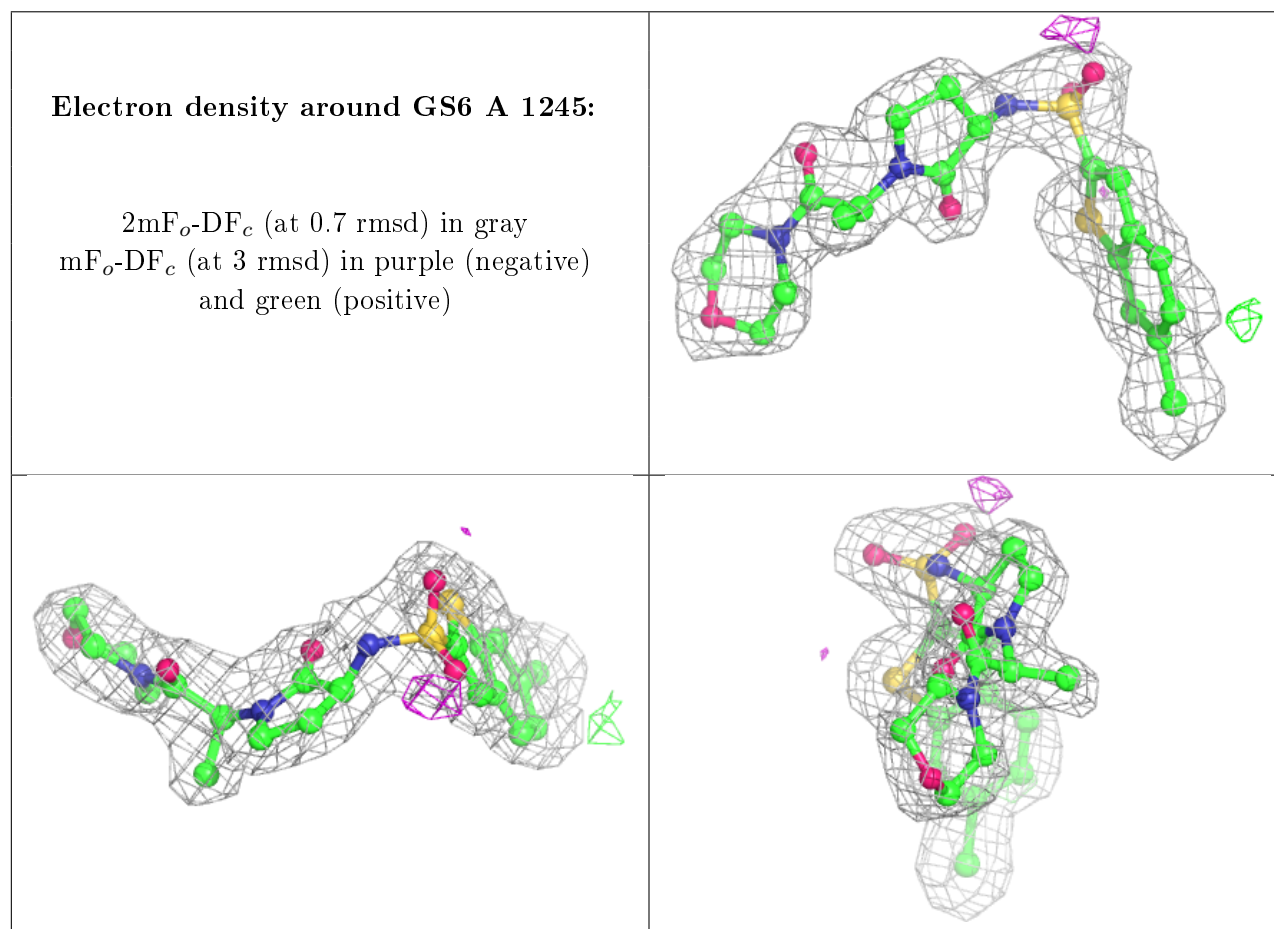 Electron density around GS6 A 1245:
2mFo-DFc (at 0.7 rmsd) in gray
mFo-DFc (at 3 rmsd) in purple (negative)
and green (positive)